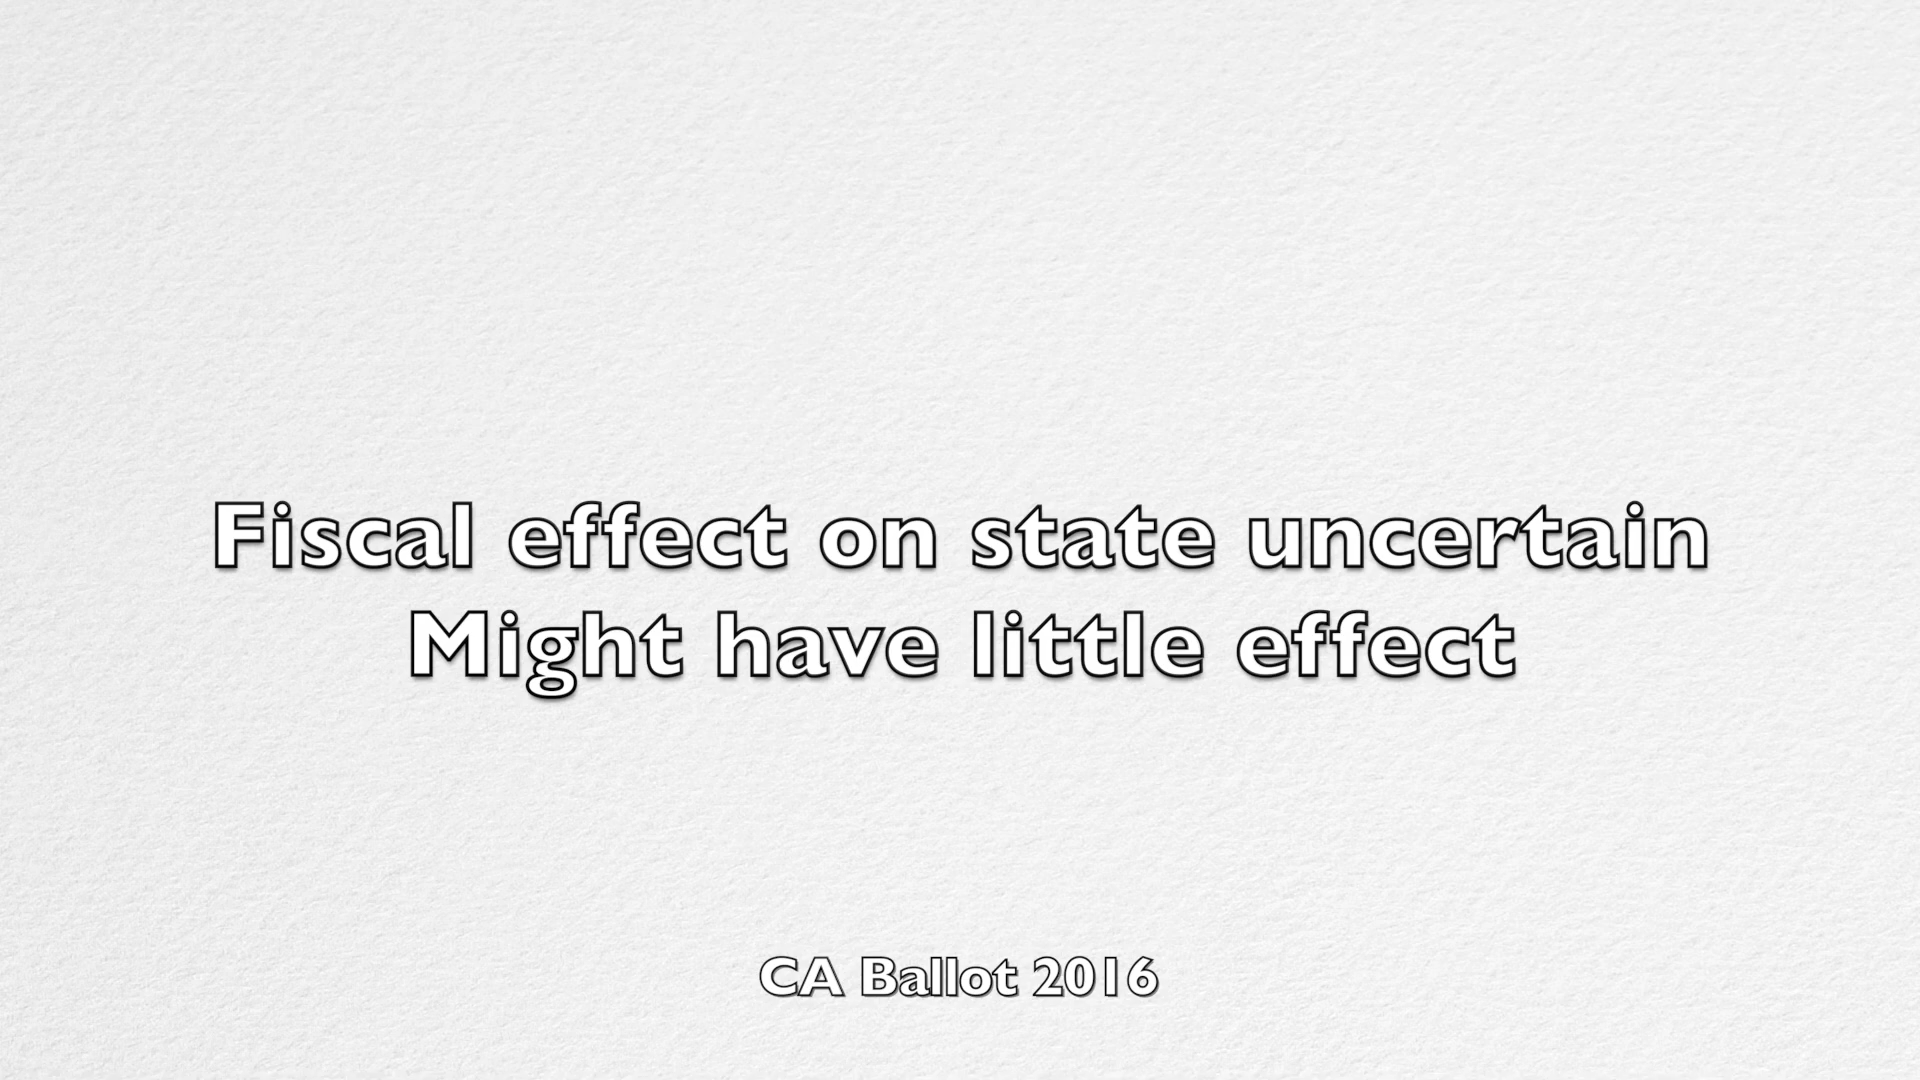 Fiscal effect on state uncertain
Might have little effect
CA Ballot 2016